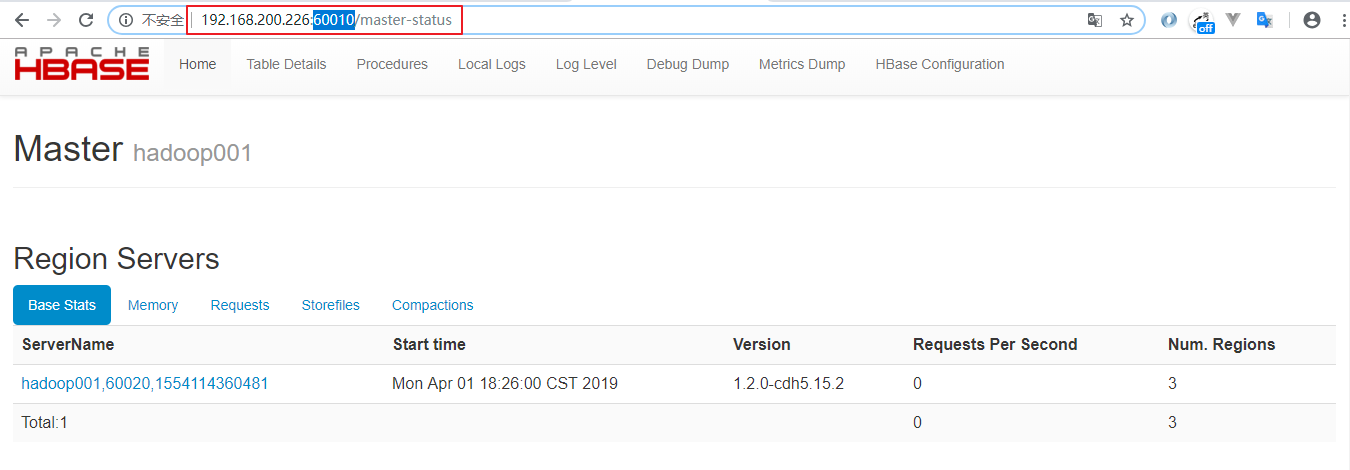 不安全 192.168.200.226:60010/master-status
off
APACHE
HBASE
Home Table Details Procedures Local Logs Log Level Debug Dump Metrics Dump HBase Configuration
Master hadoop001
Region Servers
Base Stats Memory Requests Storefiles Compactions
ServerName Start time Version Requests Per Second Num. Regions
hadoop001,60020,1554114360481 Mon Apr 01 18:26:00 CST 2019 1.2.0-cdh5.15.2 0 3
Total:1 0 3